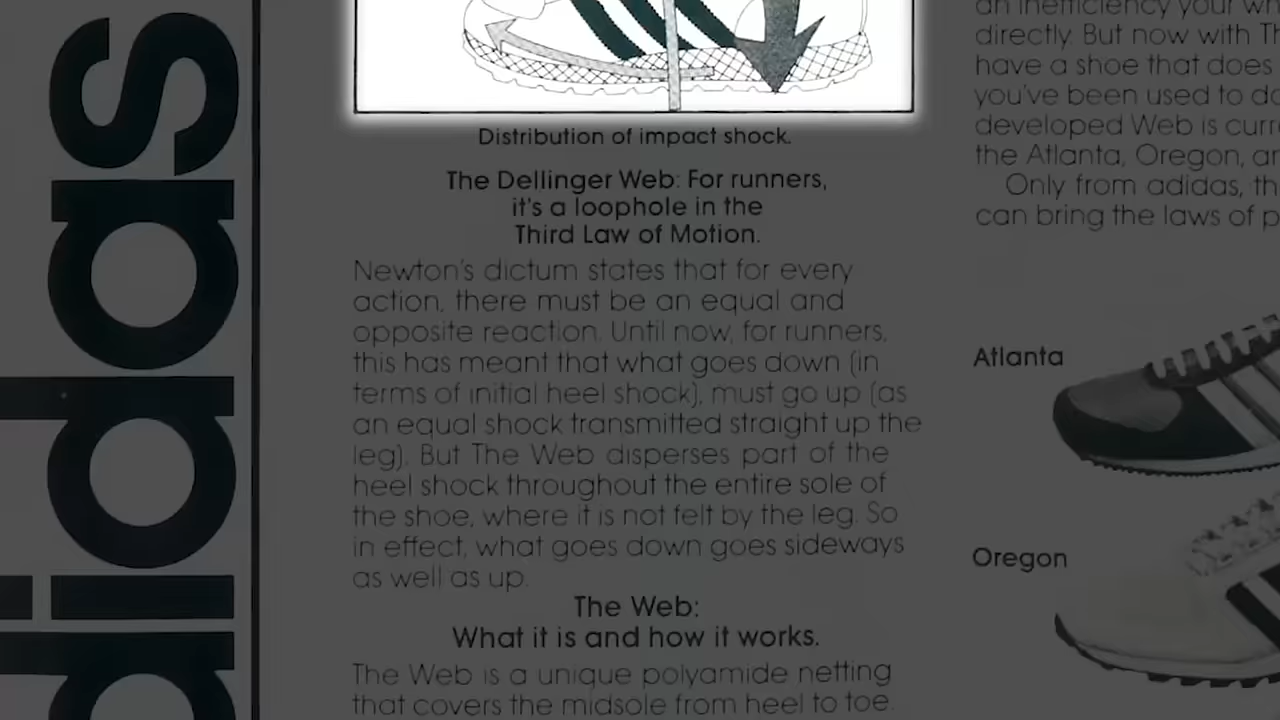 adidas
Distribution of impact shock.
The Dellinger Web: For runners,
it's a loophole in the
Third Law of Motion.
Newton's dictum states that for every
action, there must be an equal and
opposite reaction. Until now, for runners,
this has meant that what goes down (in
terms of initial heel shock), must go up (as
an equal shock transmitted straight up the
leg). But The Web disperses part of the
heel shock throughout the entire sole of
the shoe, where it is not felt by the leg. So
in effect, what goes down goes sideways
as well as up.
The Web:
What it is and how it works.
The Web is a unique polyamide netting
that covers the midsole from heel to toe.
an inefficiency your
directly. But now with
have a shoe that does
you've been used to
developed Web is
the Atlanta, Oregon,
Only from adidas,
can bring the laws of
Atlanta
Oregon